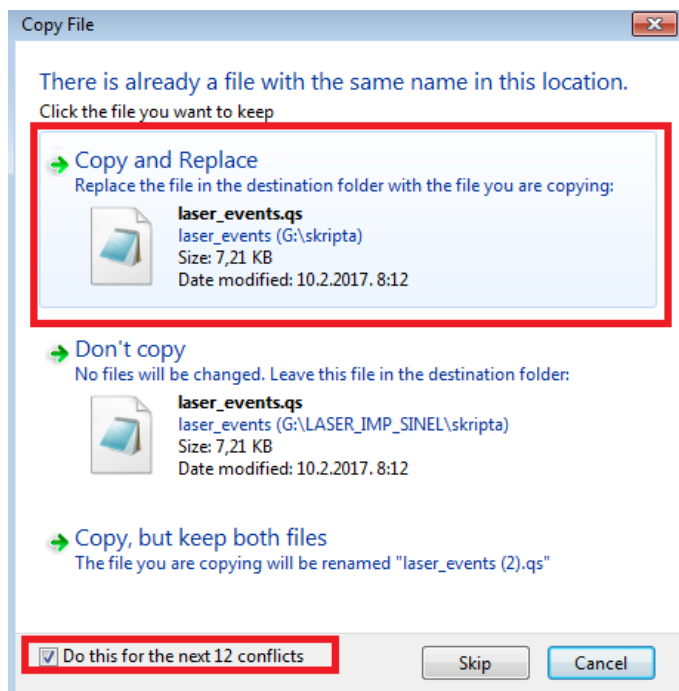 Copy File
There is already a file with the same name in this location.
Click the file you want to keep
Copy and Replace
Replace the file in the destination folder with the file you are copying:
laser_events.qs
laser_events (G:\skripta)
Size: 7,21 KB
Date modified: 10.2.2017. 8:12
Don't copy
No files will be changed. Leave this file in the destination folder:
laser_events.qs
laser_events (G:\LASER_IMP_SINEL\skripta)
Size: 7,21 KB
Date modified: 10.2.2017. 8:12
Copy, but keep both files
The file you are copying will be renamed "laser_events (2).qs"
Do this for the next 12 conflicts
Skip
Cancel